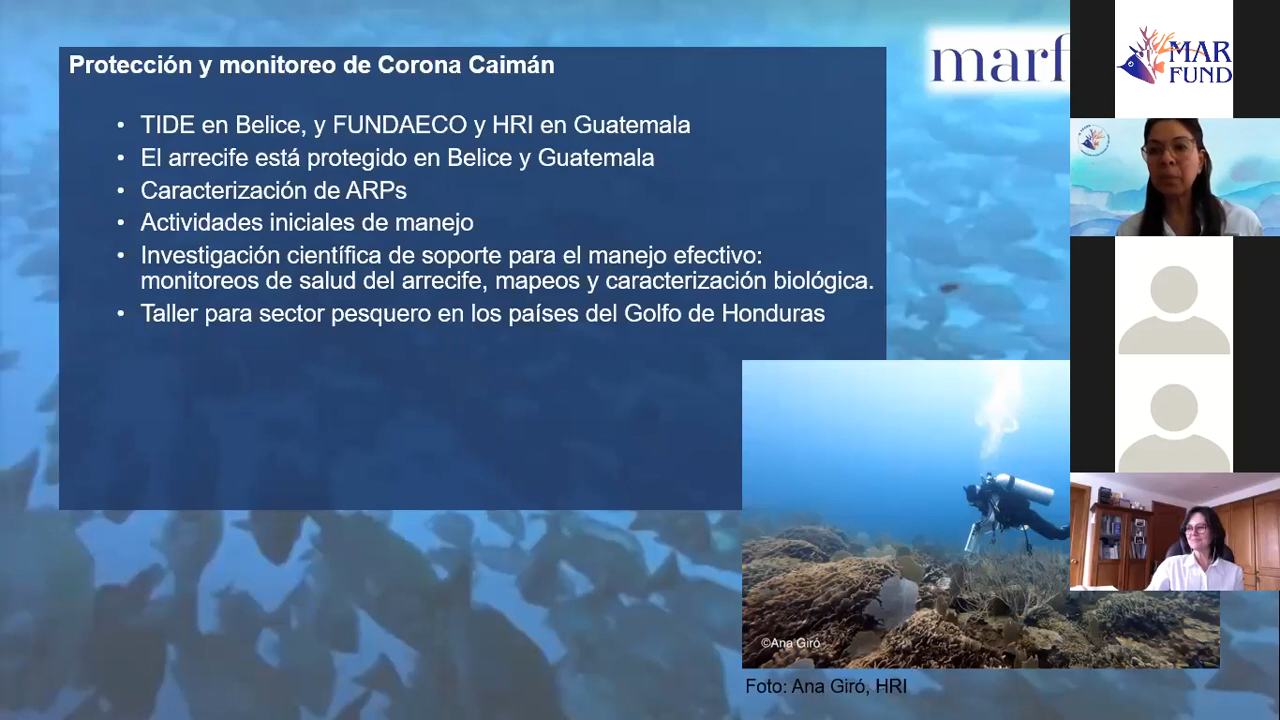 Protección y monitoreo de Corona Caimán
• TIDE en Belice, y FUNDAECO y HRI en Guatemala
• El arrecife está protegido en Belice y Guatemala
• Caracterización de ARPs
• Actividades iniciales de manejo
• Investigación científica de soporte para el manejo efectivo:
monitoreos de salud del arrecife, mapeos y caracterización biológica.
• Taller para sector pesquero en los países del Golfo de Honduras
©Ana Giró
Foto: Ana Giró, HRI
marf
MAR
FUND